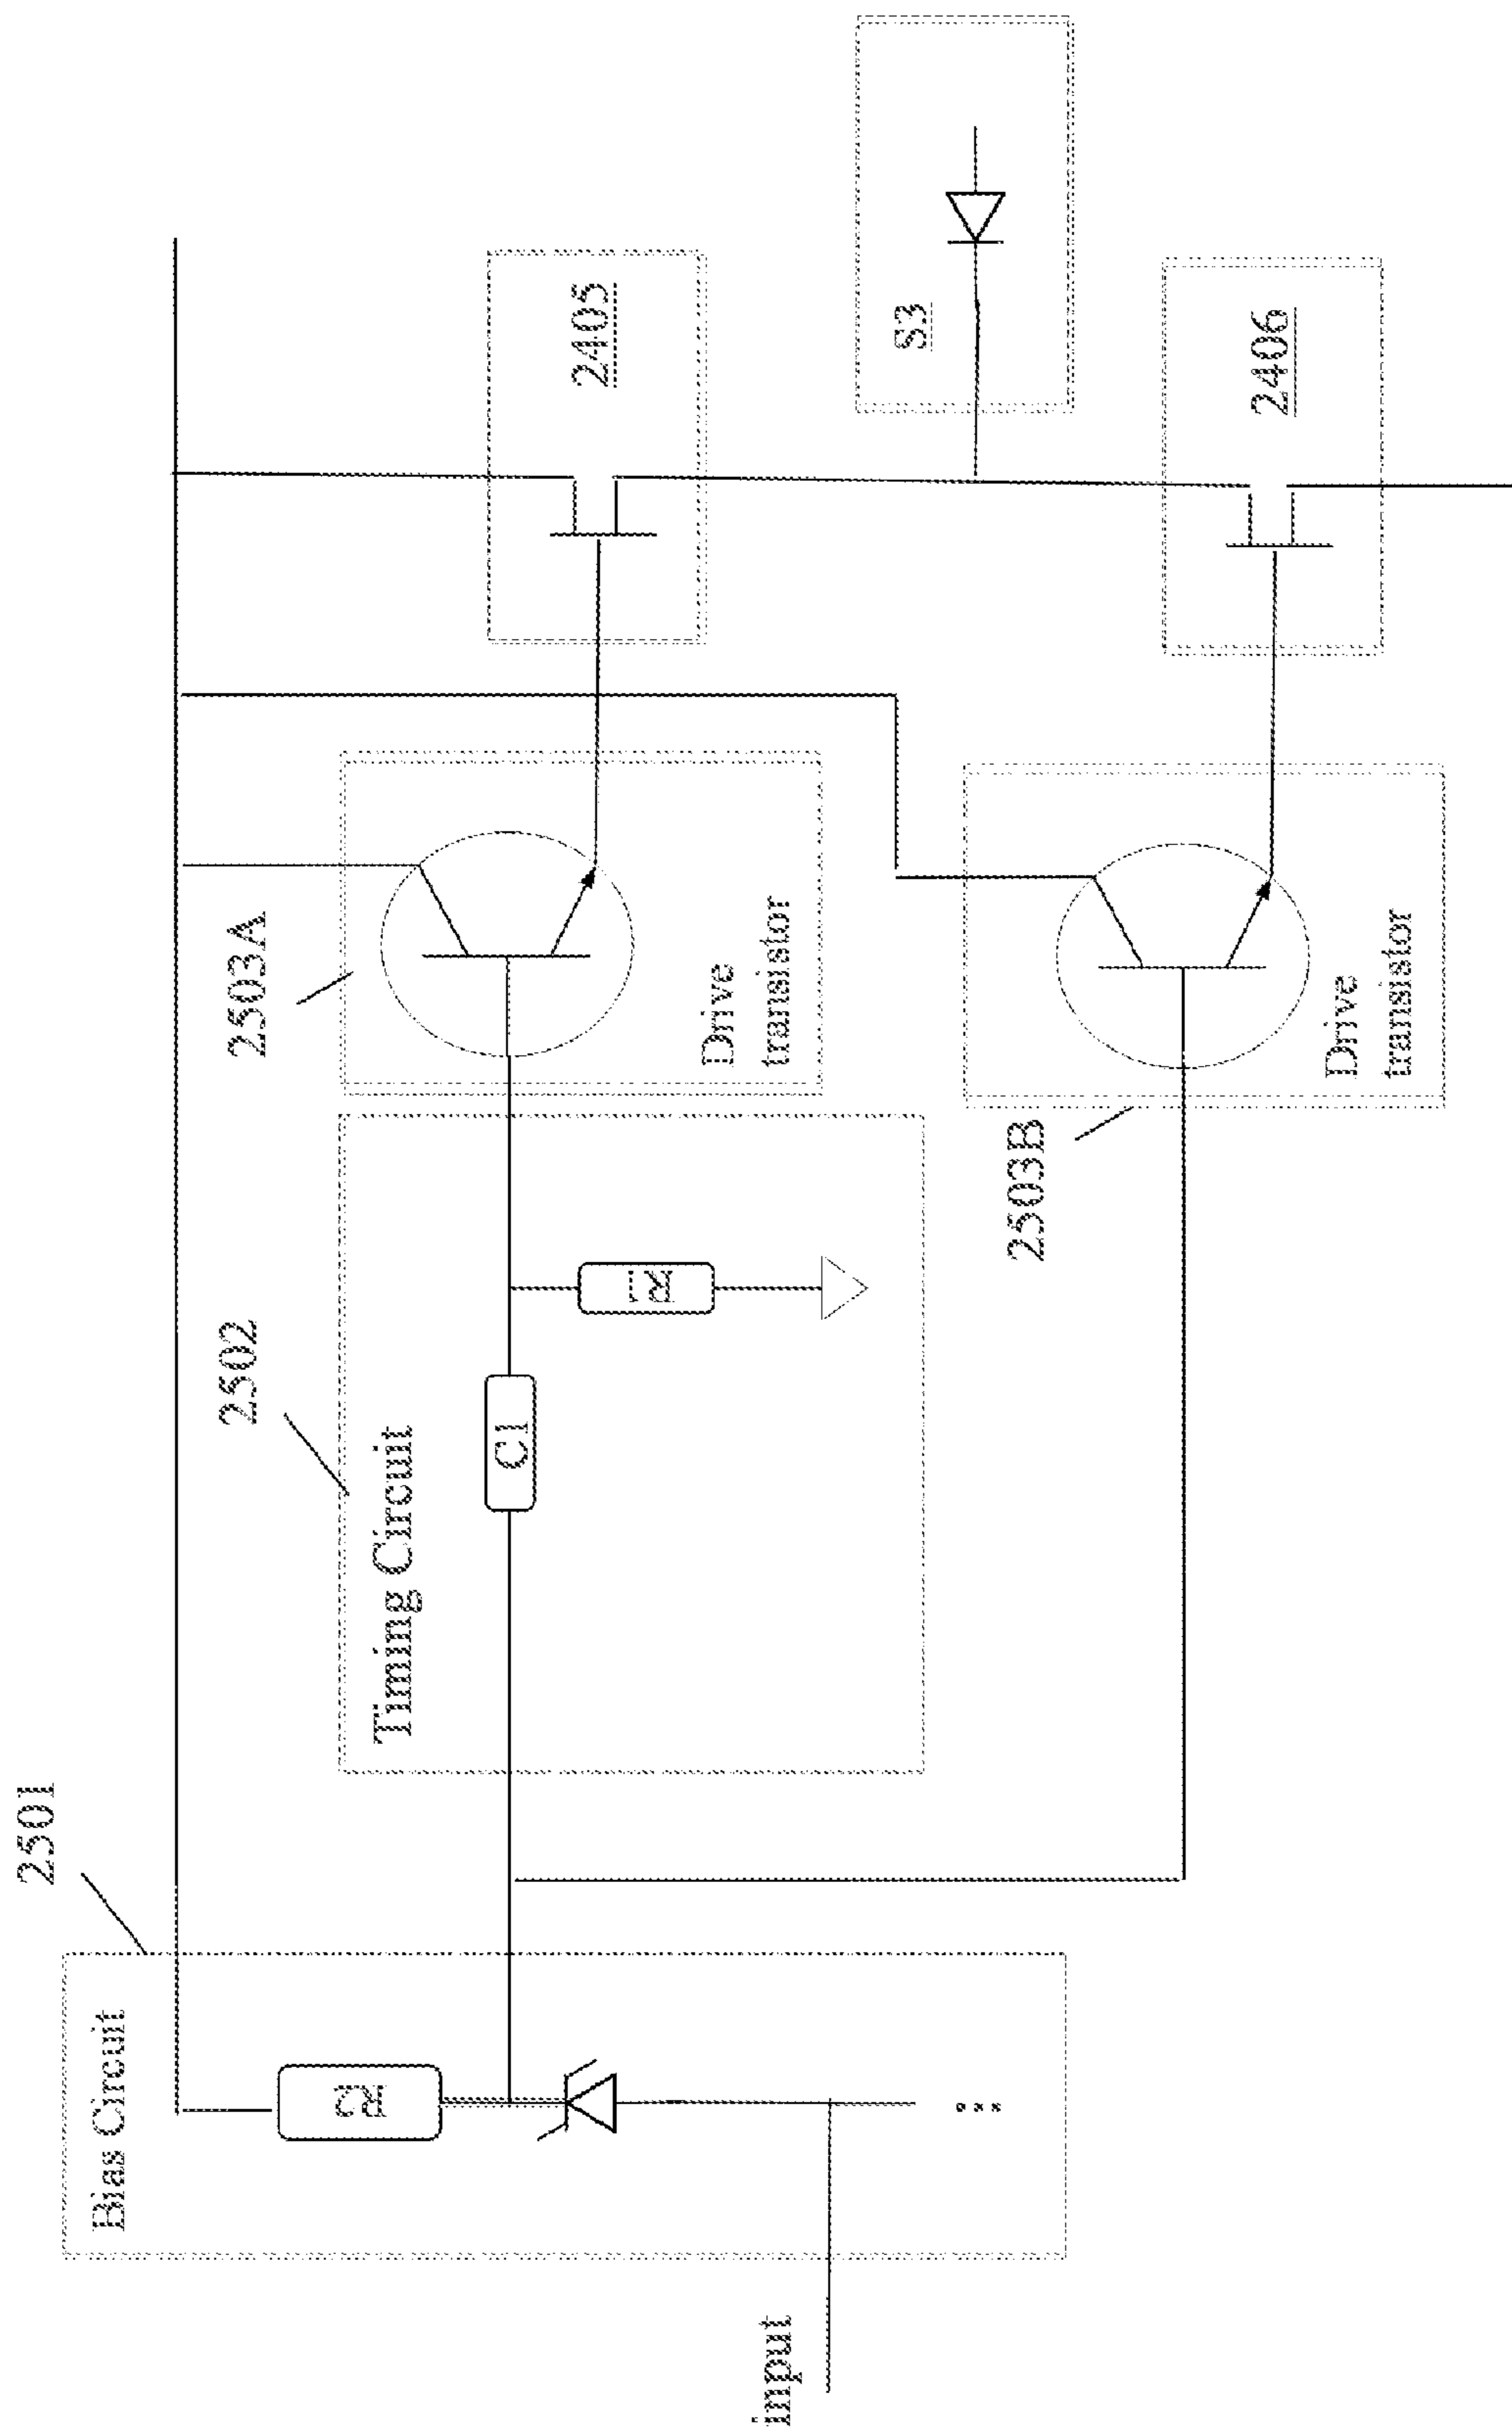 2501
Bias Circuit
R2
input
2502
Timing Circuit
C1
R1
2503A
Drive
transistor
2503B
Drive
transistor
2405
S3
2406